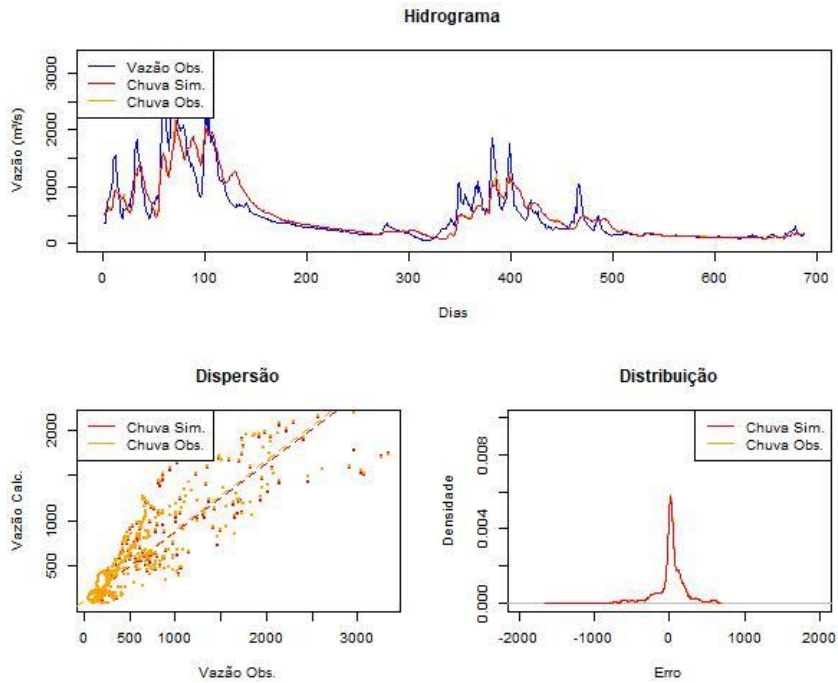 Hidrograma
Vazão Obs.
Chuva Sim.
Chuva Obs.
Vazão (m³/s)
3000
2000
1000
500
0
0 100 200 300 400 500 600 700
Dias
Dispersão
Chuva Sim.
Chuva Obs.
Vazão Calc.
2000
1000
500
0 500 1000 2000 3000
Vazão Obs.
Distribuição
Chuva Sim.
Chuva Obs.
Densidade
0.008
0.004
0.000
-2000 -1000 0 1000 2000
Erro